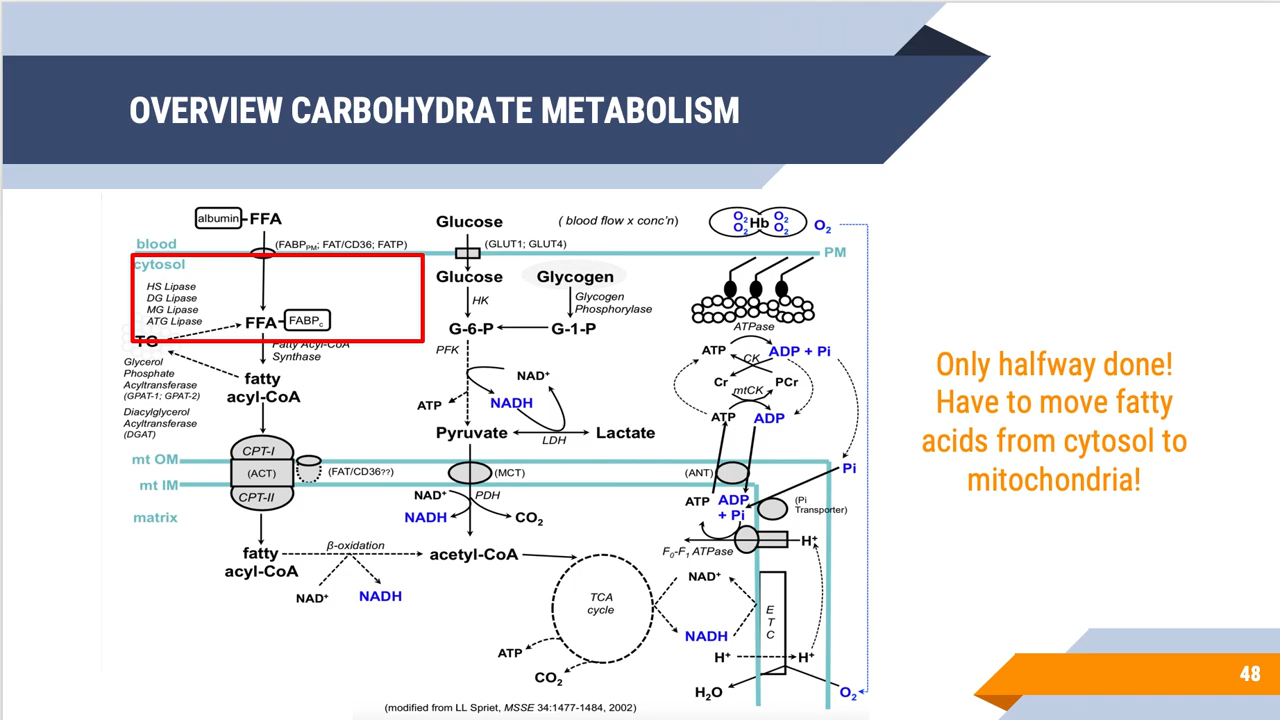 OVERVIEW CARBOHYDRATE METABOLISM
albumin FFA
Glucose
( blood flow x conc'n)
O2 O2
Hb
O2 O2
O2
blood
(FABPPM; FAT/CD36; FATP)
(GLUT1; GLUT4)
PM
cytosol
HS Lipase
DG Lipase
MG Lipase
ATG Lipase
FFA FABPc
TG
Fatty Acyl-CoA
Synthase
Glycerol
Phosphate
Acyltransferase
(GPAT-1; GPAT-2)
Diacylglycerol
Acyltransferase
(DGAT)
fatty
acyl-CoA
Glucose
Glycogen
HK
Glycogen
Phosphorylase
G-6-P
G-1-P
PFK
NAD+
ATP
NADH
Pyruvate
LDH
Lactate
ATPase
ATP
ADP + Pi
CK
Cr
PCr
mtCK
ATP
ADP
mt OM
CPT-I
(ACT)
CPT-II
(FAT/CD36??)
(MCT)
(ANT)
Pi
mt IM
matrix
NAD+
PDH
NADH
CO2
ATP
ADP
+ Pi
(Pi
Transporter)
F0-F1 ATPase
H+
fatty
acyl-CoA
β-oxidation
acetyl-CoA
NAD+
NADH
TCA
cycle
NAD+
NADH
E
T
C
ATP
CO2
H+
H+
H2O
O2
(modified from LL Spriet, MSSE 34:1477-1484, 2002)
Only halfway done!
Have to move fatty
acids from cytosol to
mitochondria!
48